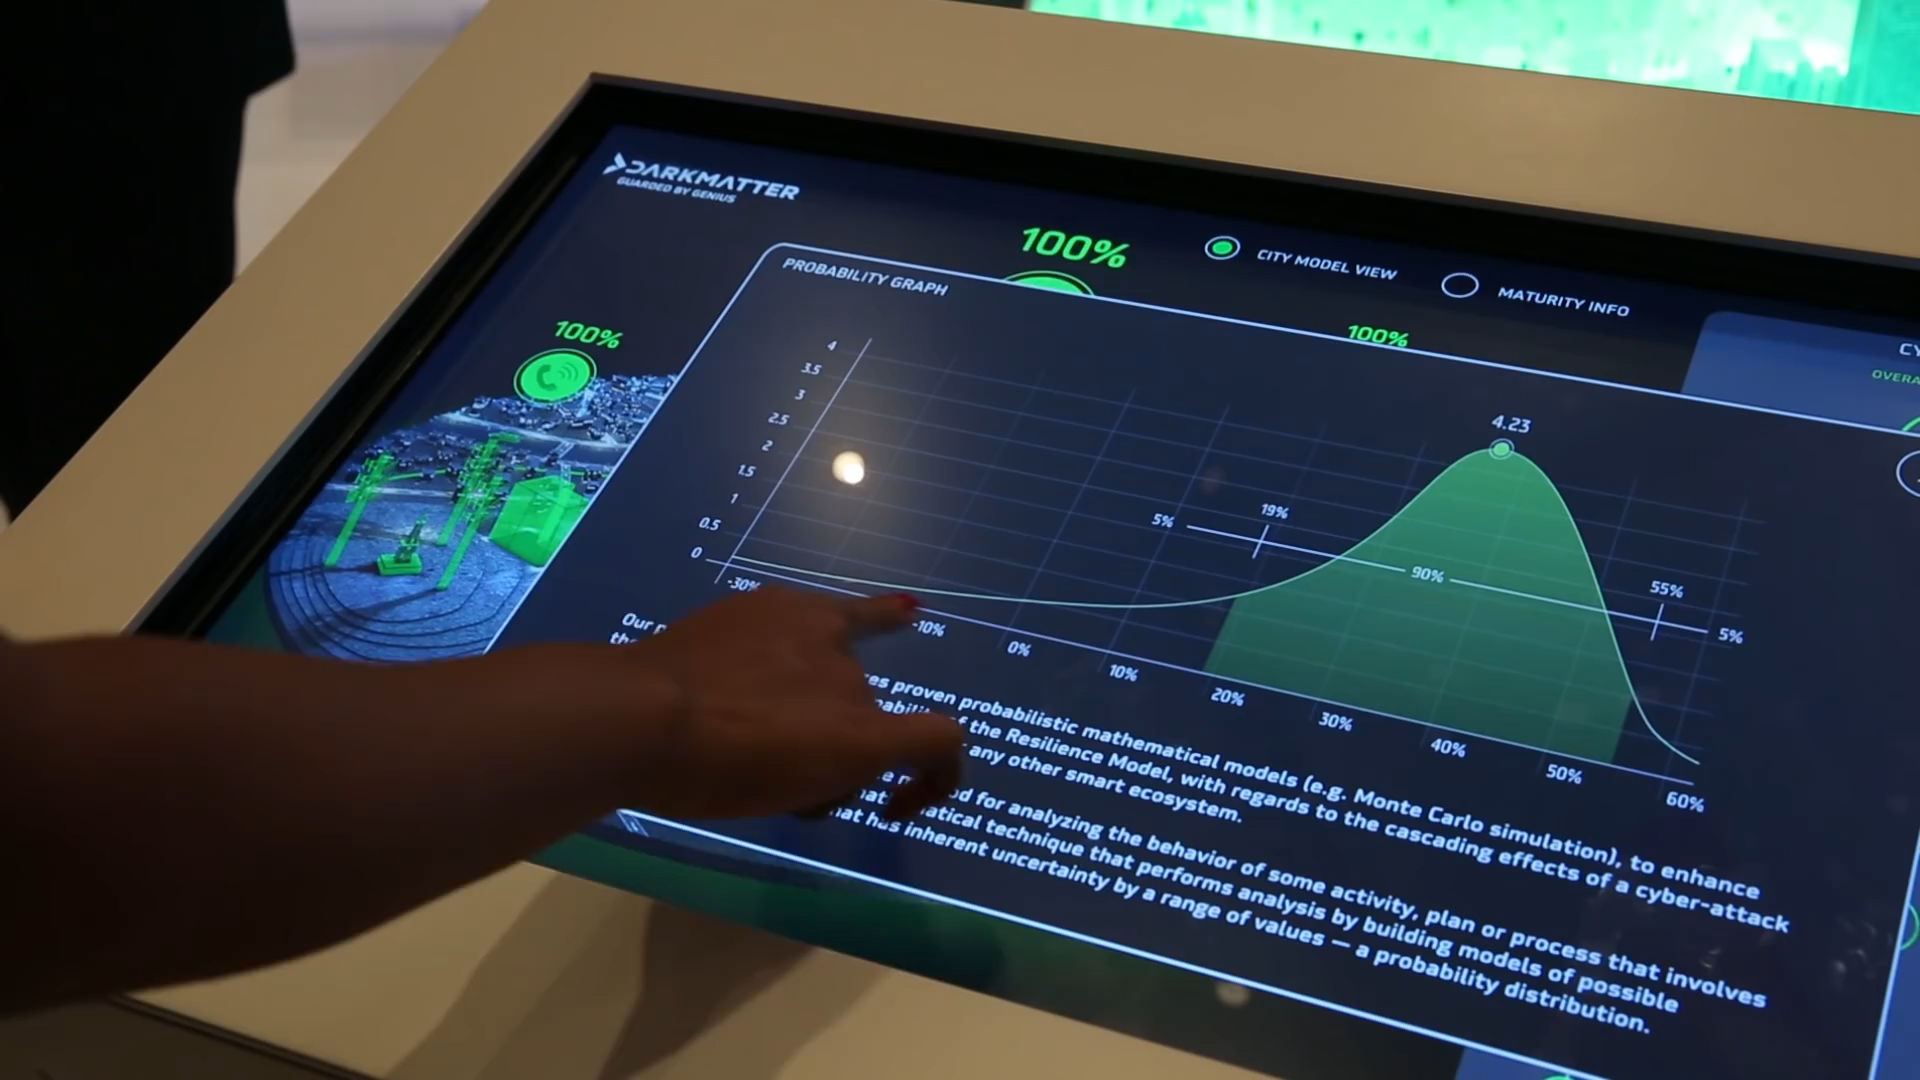 DARKMATTER
GUARDED BY GENIUS
100%
CITY MODEL VIEW
MATURITY INFO
100%
100%
PROBABILITY GRAPH
OVERA
4
3.5
3
2.5
2
1.5
1
0.5
0
4.23
5%
19%
90%
55%
5%
-30%
-10%
0%
10%
20%
30%
40%
50%
60%
Our
es proven probabilistic mathematical models (e.g. Monte Carlo simulation), to enhance
of the Resilience Model, with regards to the cascading effects of a cyber-attack
any other smart ecosystem.
od for analyzing the behavior of some activity, plan or process that involves
atical technique that performs analysis by building models of possible
hat has inherent uncertainty by a range of values — a probability distribution.